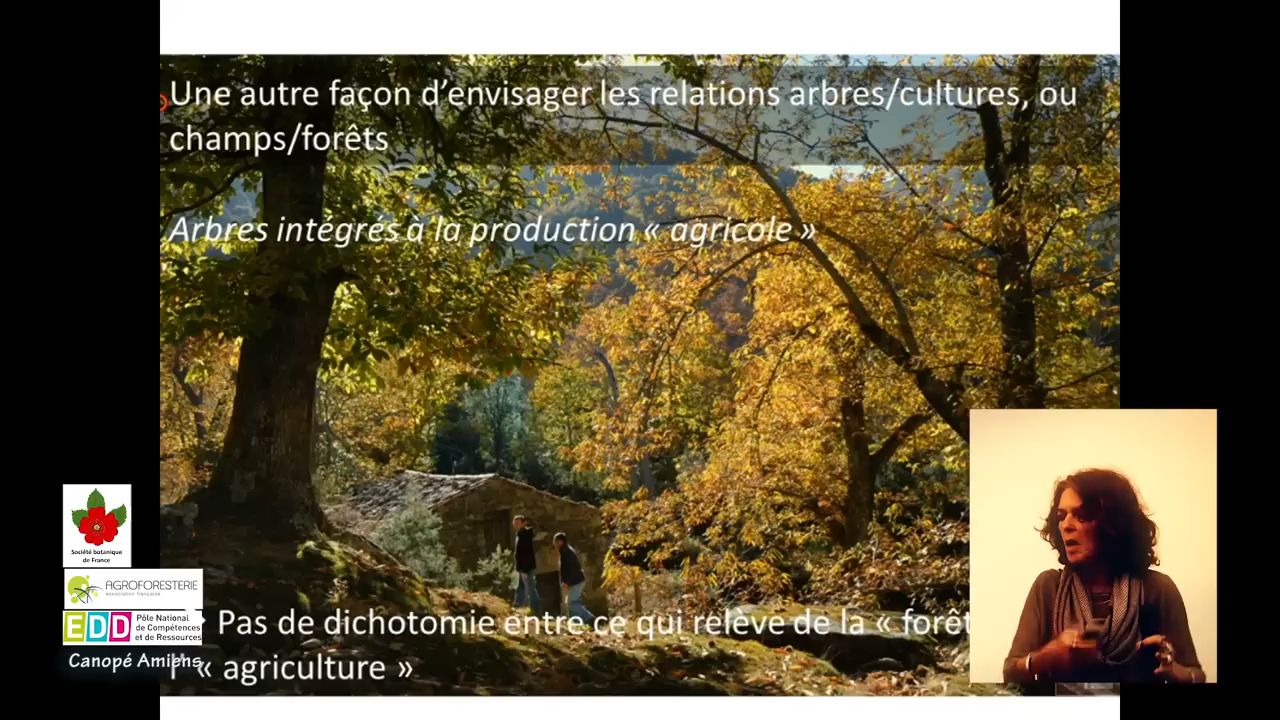 Une autre façon d’envisager les relations arbres/cultures, ou
champs/forêts
Arbres intégrés à la production « agricole »
Pas de dichotomie entre ce qui relève de la « forêt
« agriculture »
Société botanique
de France
AGROFORESTERIE
association française
EDD
Pôle National
de Compétences
et de Ressources
Canopé Amiens